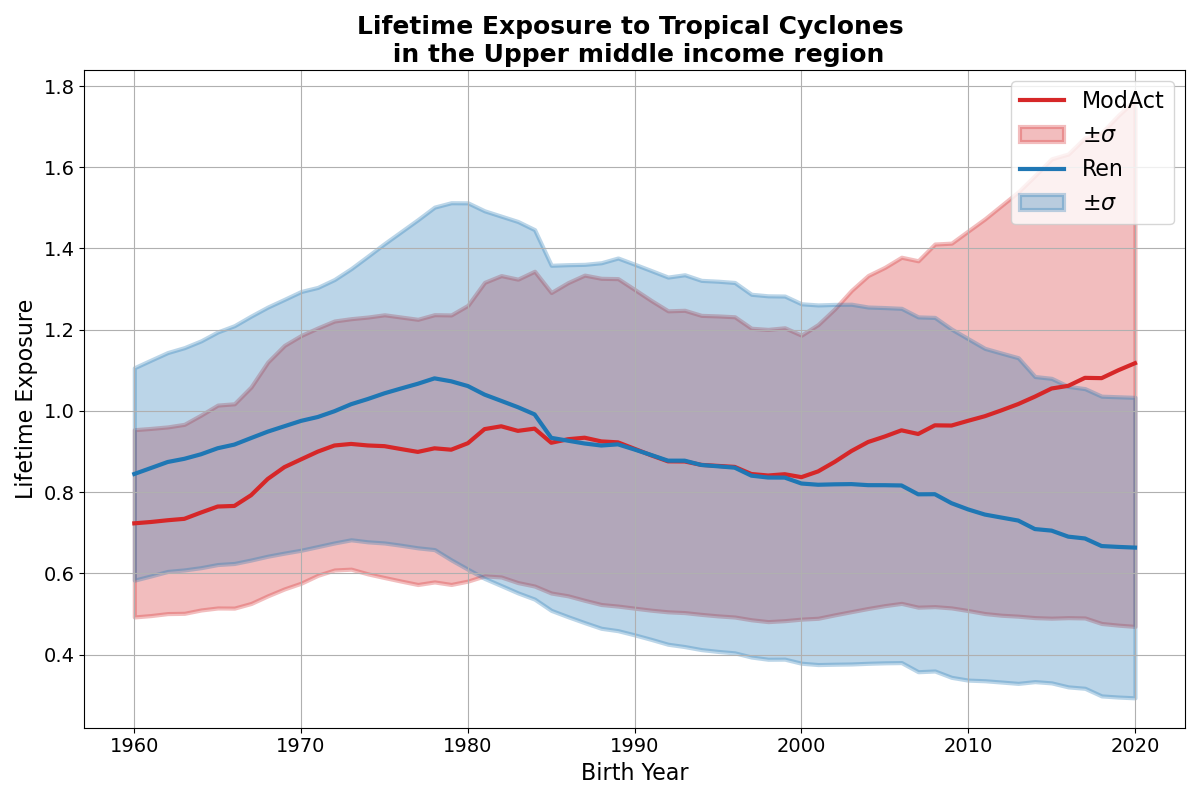 Lifetime Exposure to Tropical Cyclones
in the Upper middle income region
Lifetime Exposure
1.8
1.6
1.4
1.2
1.0
0.8
0.6
0.4
1960
1970
1980
1990
2000
2010
2020
Birth Year
ModAct
±σ
Ren
±σ